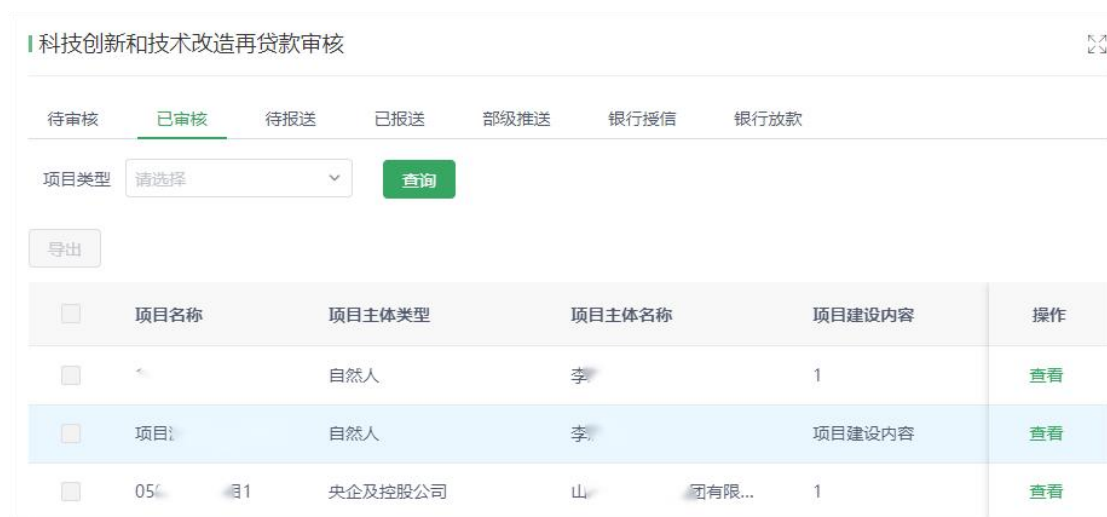 科技创新和技术改造再贷款审核
待审核 已审核 待报送 已报送 部级推送 银行授信 银行放款
项目类型 请选择 查询
导出
项目名称 项目主体类型 项目主体名称 项目建设内容 操作
自然人 李 1 查看
项目 自然人 李 项目建设内容 查看
05 目1 央企及控股公司 山 团有限... 1 查看